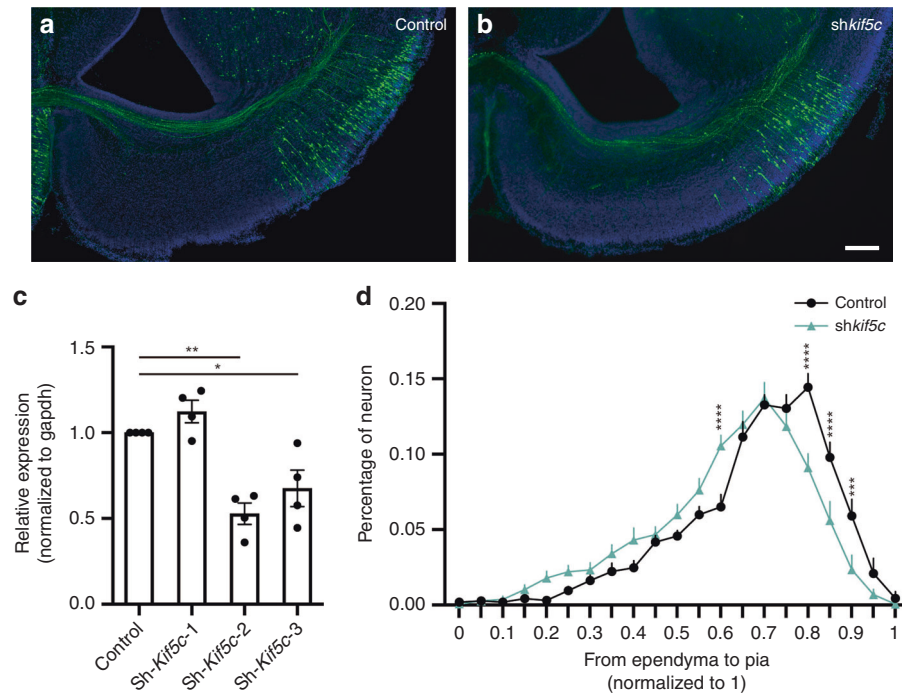 a
Control
b
shkif5c
c
Relative expression
(normalized to gapdh)
1.5
1.0
0.5
0.0
**
*
Control
Sh-Kif5c-1
Sh-Kif5c-2
Sh-Kif5c-3
d
Percentage of neuron
0.20
0.15
0.10
0.05
0.00
Control
shkif5c
****
****
****
***
0 0.1 0.2 0.3 0.4 0.5 0.6 0.7 0.8 0.9 1
From ependyma to pia
(normalized to 1)